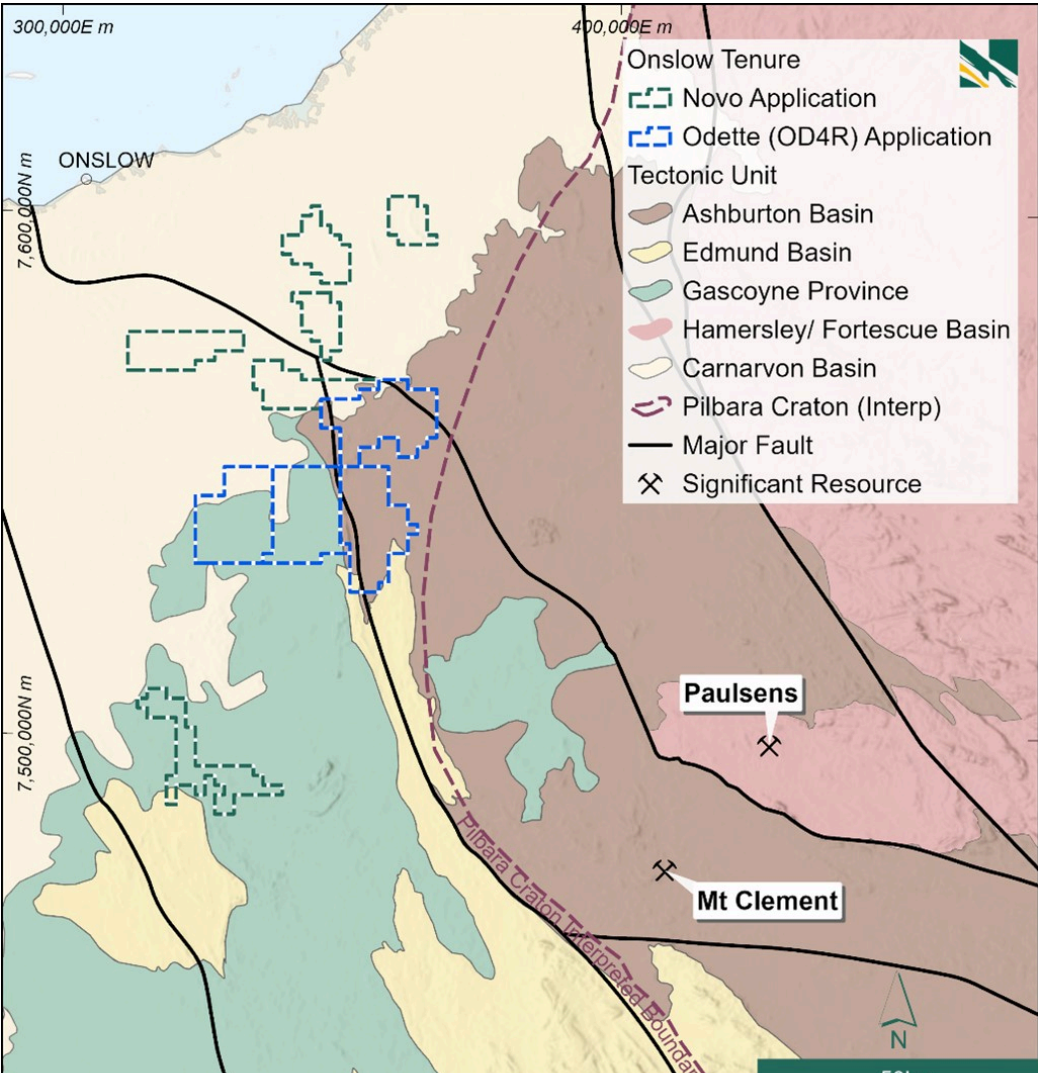 300,000E m
400,000E m
Onslow Tenure
Novo Application
Odette (OD4R) Application
Tectonic Unit
Ashburton Basin
Edmund Basin
Gascoyne Province
Hamersley/ Fortescue Basin
Carnarvon Basin
Pilbara Craton (Interp)
Major Fault
Significant Resource
ONSLOW
7,600,000N m
7,500,000N m
Paulsens
Mt Clement
Pilbara Craton Interpreted Boundar
N